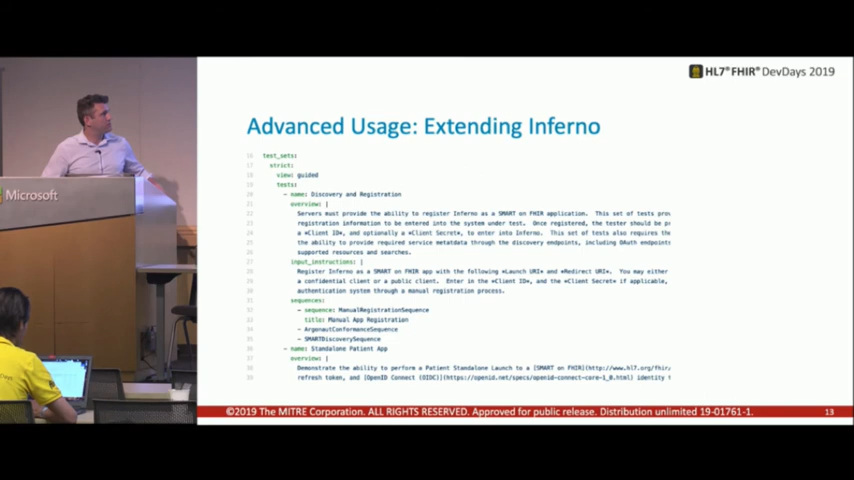 Microsoft
HL7® FHIR® DevDays 2019
Advanced Usage: Extending Inferno
16 test_sets:
17 strict:
18 view: guided
19 tests:
20 - name: Discovery and Registration
21 overview: |
22 Servers must provide the ability to register Inferno as a SMART on FHIR application. This set of tests prov
23 registration information to be entered into the system under test. Once registered, the tester should be p
24 a *Client ID*, and optionally a *Client Secret*, to enter into Inferno. This set of tests also requires the
25 the ability to provide required service metatdata through the discovery endpoints, including OAuth endpoints
26 supported resources and searches.
27 input_instructions: |
28 Register Inferno as a SMART on FHIR app with the following *Launch URI* and *Redirect URI*. You may either
29 a confidential client or a public client. Enter in the *Client ID*, and the *Client Secret* if applicable,
30 authentication system through a manual registration process.
31 sequences:
32 - sequence: ManualRegistrationSequence
33 title: Manual App Registration
34 - ArgonautConformanceSequence
35 - SMARTDiscoverySequence
36 - name: Standalone Patient App
37 overview: |
38 Demonstrate the ability to perform a Patient Standalone Launch to a [SMART on FHIR](http://www.hl7.org/fhir/
39 refresh token, and [OpenID Connect (OIDC)](https://openid.net/specs/openid-connect-core-1_0.html) identity
©2019 The MITRE Corporation. ALL RIGHTS RESERVED. Approved for public release. Distribution unlimited 19-01761-1.
13